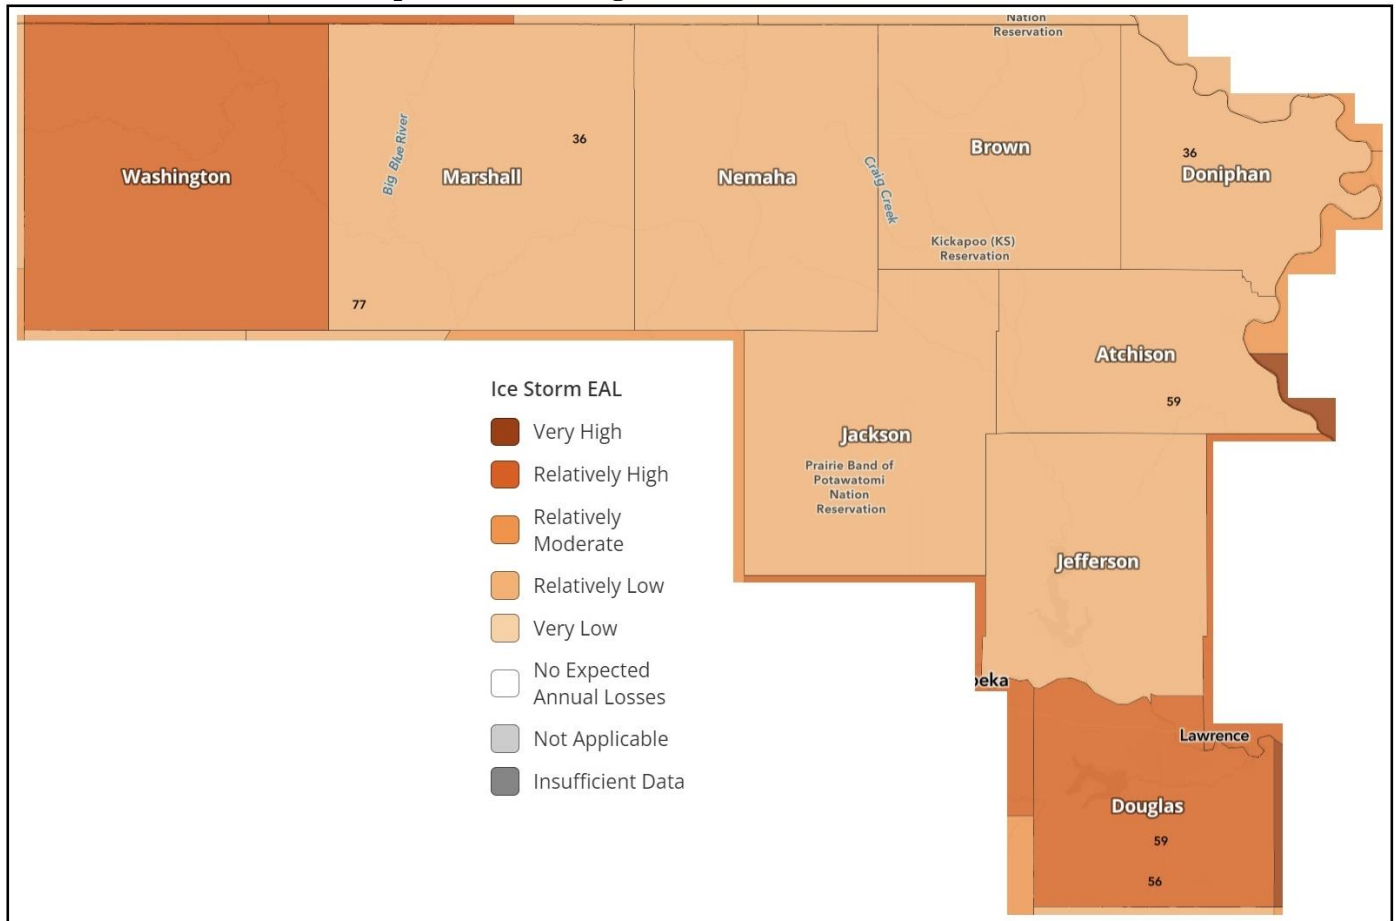 Nation
Reservation
Washington
Big Blue River
36
Marshall
Nemaha
Craig Creek
Brown
36
Doniphan
Kickapoo (KS)
Reservation
77
Atchison
59
Jackson
Prairie Band of
Potawatomi
Nation
Reservation
Jefferson
Ice Storm EAL
Very High
Relatively High
Relatively
Moderate
Relatively Low
Very Low
No Expected
Annual Losses
Not Applicable
Insufficient Data
eka
Lawrence
Douglas
59
56